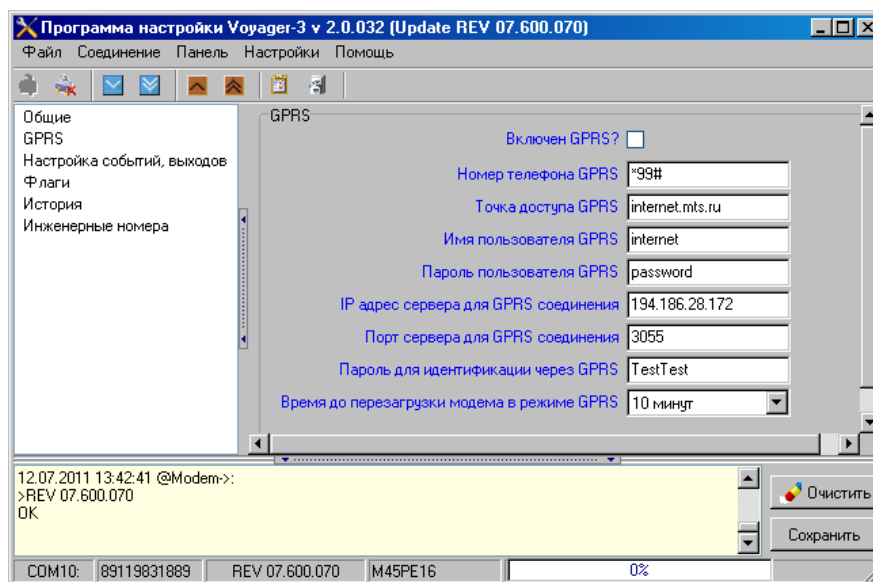 Программа настройки Voyager-3 v 2.0.032 (Update REV 07.600.070)
Файл Соединение Панель Настройки Помощь
Общие
GPRS
Настройка событий, выходов
Флаги
История
Инженерные номера
GPRS
Включен GPRS?
Номер телефона GPRS *99#
Точка доступа GPRS internet.mts.ru
Имя пользователя GPRS internet
Пароль пользователя GPRS password
IP адрес сервера для GPRS соединения 194.186.28.172
Порт сервера для GPRS соединения 3055
Пароль для идентификации через GPRS TestTest
Время до перезагрузки модема в режиме GPRS 10 минут
12.07.2011 13:42:41 @Modem->:
>REV 07.600.070
OK
Очистить
Сохранить
COM10: 89119831889 REV 07.600.070 M45PE16 0%